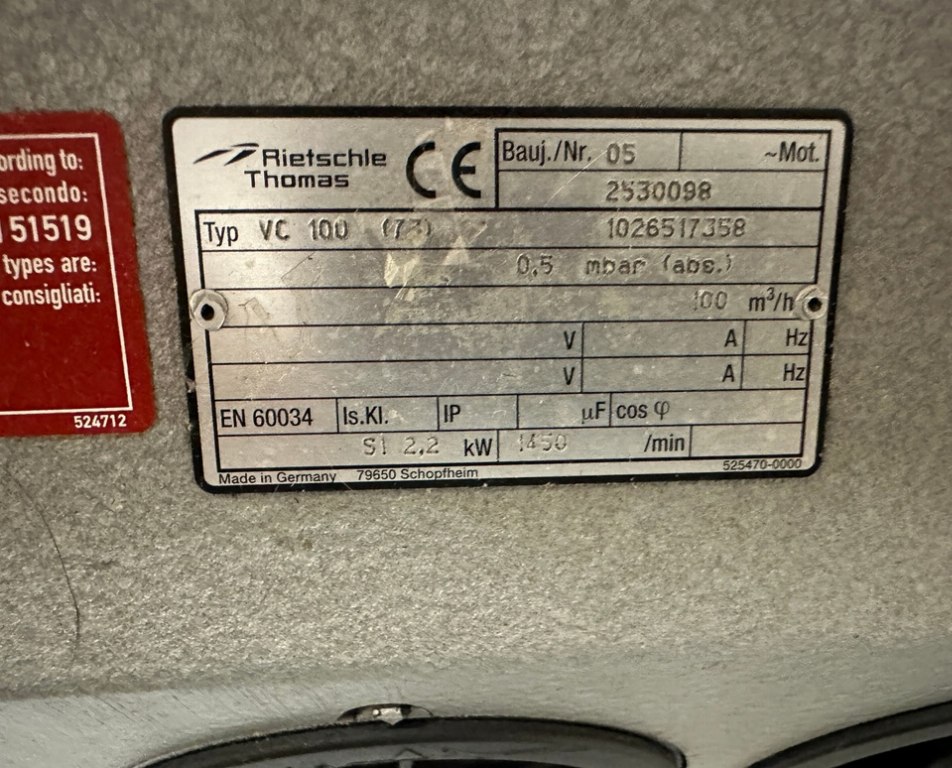 ording to:
secondo:
151519
types are:
consigliati:
524712
Rietschle
Thomas
CE
Bauj./Nr. 05 ~Mot.
2530098
Typ VC 100 (73) 1026517358
0,5 mbar (abs.)
100 m³/h
V A Hz
V A Hz
EN 60034 Is.Kl. IP µF cos φ
S1 2,2 kW 1450 /min
Made in Germany 79650 Schopfheim 525470-0000